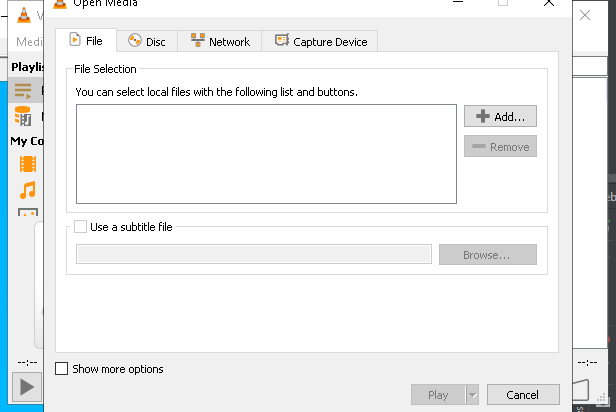 Open Media
Medi
File
Disc
Network
Capture Device
Playlis
File Selection
You can select local files with the following list and buttons.
Add...
Remove
My Co
Use a subtitle file
Browse...
--:--
--:--
Show more options
Play
Cancel